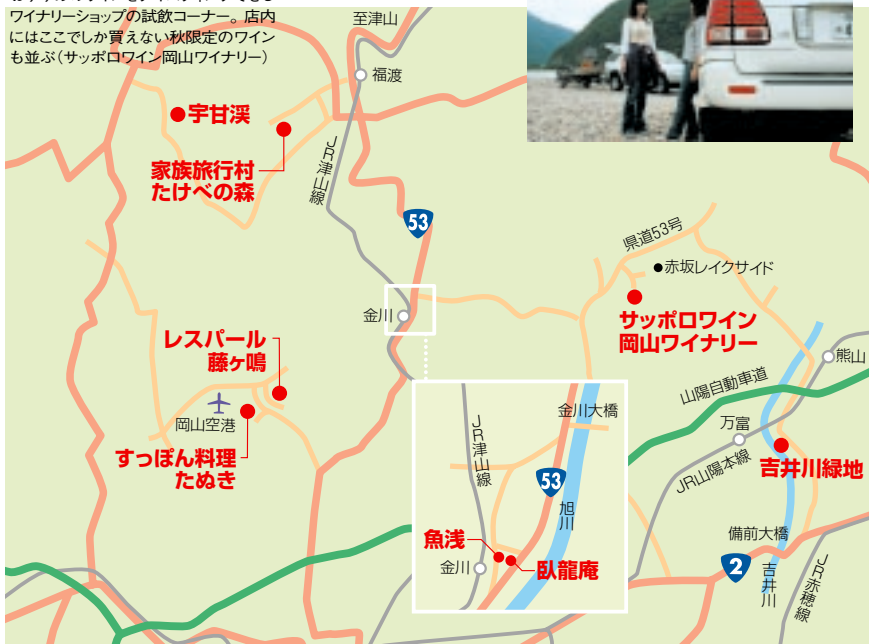 ワイナリーショップの試飲コーナー。店内
にはここでしか買えない秋限定のワイン
も並ぶ(サッポロワイン岡山ワイナリー)
至津山
福渡
宇甘渓
家族旅行村
たけべの森
JR津山線
53
県道53号
赤坂レイクサイド
金川
サッポロワイン
岡山ワイナリー
レスパール
藤ヶ鳴
熊山
山陽自動車道
岡山空港
すっぽん料理
たぬき
万富
JR山陽本線
吉井川緑地
金川大橋
JR津山線
53
旭川
魚浅
金川
臥龍庵
備前大橋
2
吉井川
JR赤穂線